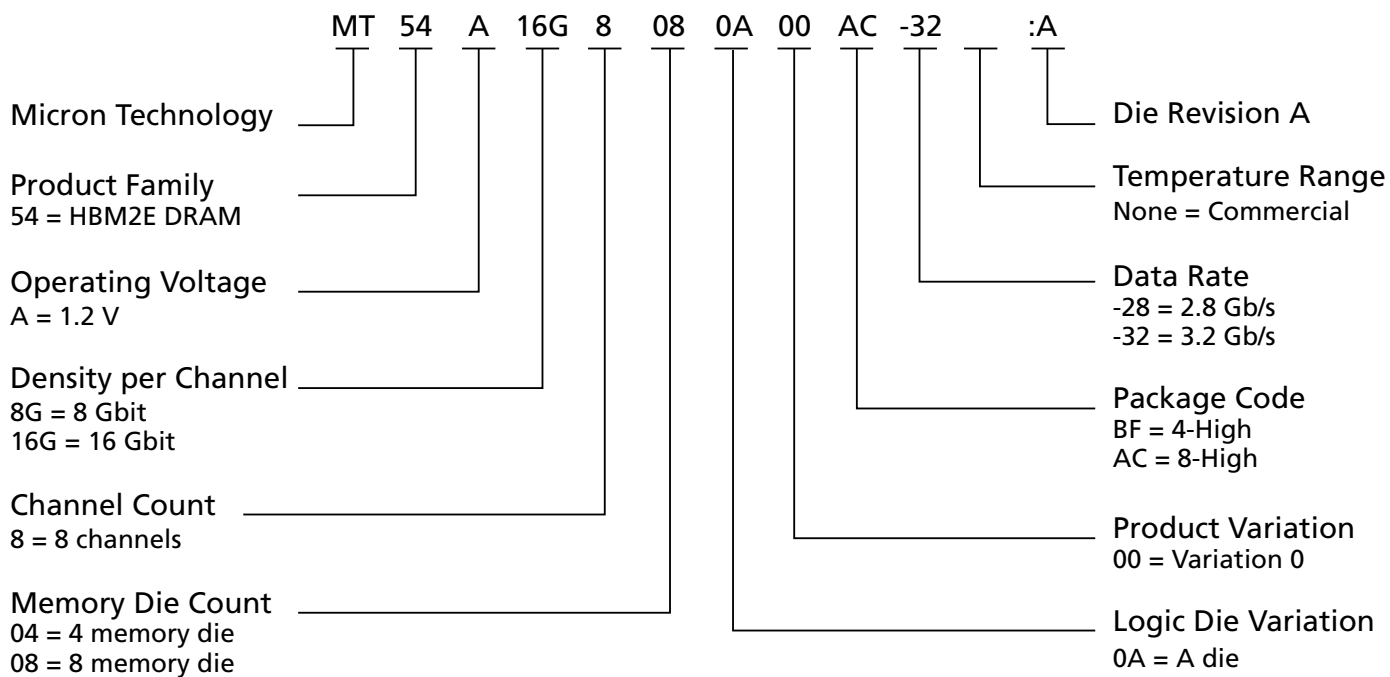 MT 54 A 16G 8 08 0A 00 AC -32 :A
Micron Technology
Product Family
54 = HBM2E DRAM
Operating Voltage
A = 1.2 V
Density per Channel
8G = 8 Gbit
16G = 16 Gbit
Channel Count
8 = 8 channels
Memory Die Count
04 = 4 memory die
08 = 8 memory die
Die Revision A
Temperature Range
None = Commercial
Data Rate
-28 = 2.8 Gb/s
-32 = 3.2 Gb/s
Package Code
BF = 4-High
AC = 8-High
Product Variation
00 = Variation 0
Logic Die Variation
0A = A die